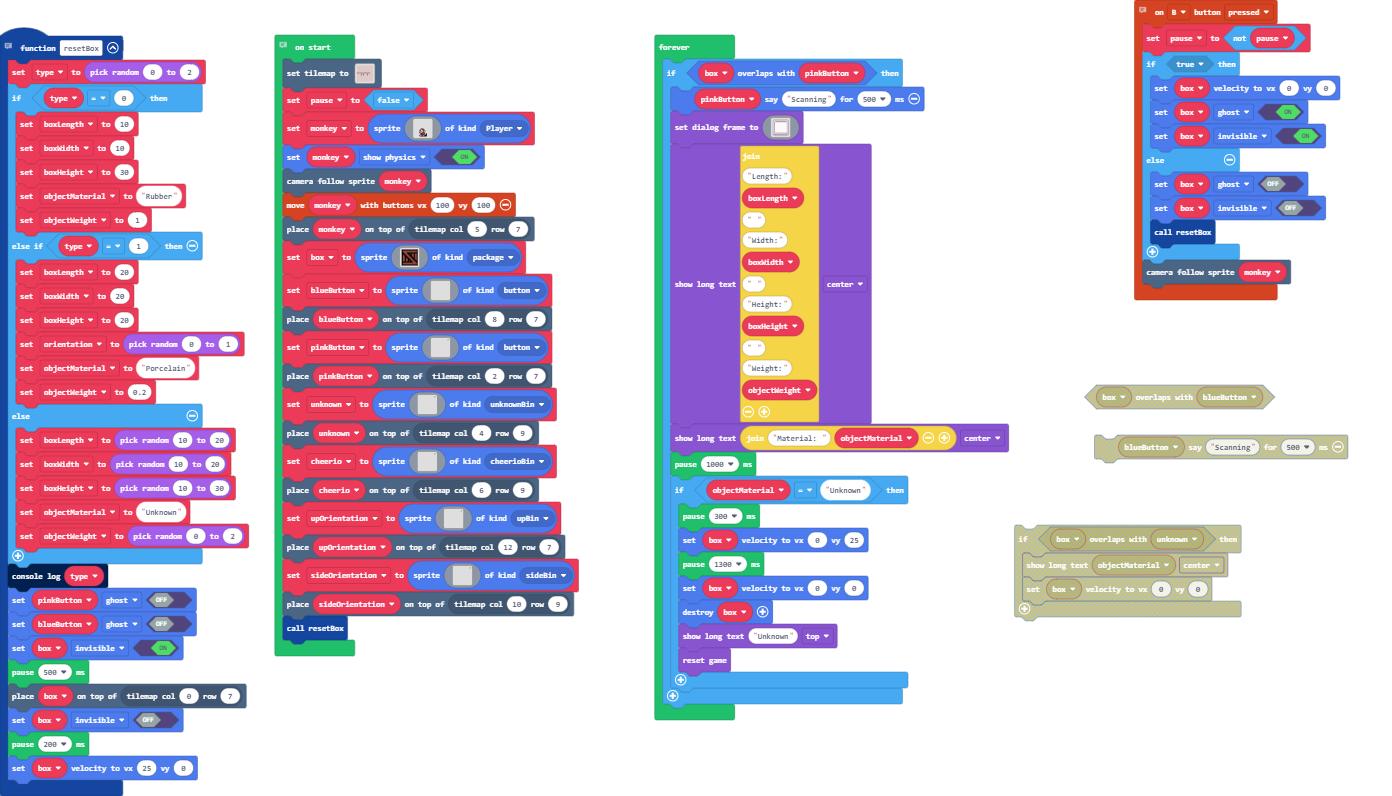 function resetBox
set type to pick random 0 to 2
if type = 0 then
set boxLength to 10
set boxWidth to 10
set boxHeight to 30
set objectMaterial to "Rubber"
set objectWeight to 1
else if type = 1 then
set boxLength to 20
set boxWidth to 20
set boxHeight to 20
set orientation to pick random 0 to 1
set objectMaterial to "Porcelain"
set objectWeight to 0.2
else
set boxLength to pick random 10 to 20
set boxWidth to pick random 10 to 20
set boxHeight to pick random 10 to 30
set objectMaterial to "Unknown"
set objectWeight to pick random 0 to 2
console log type
set pinkButton ghost OFF
set blueButton ghost OFF
set box invisible ON
pause 500 ms
place box on top of tilemap col 0 row 7
set box invisible OFF
pause 200 ms
set box velocity to vx 25 vy 0
on start
set tilemap to
set pause to false
set monkey to sprite of kind Player
set monkey show physics ON
camera follow sprite monkey
move monkey with buttons vx 100 vy 100
place monkey on top of tilemap col 5 row 7
set box to sprite of kind package
set blueButton to sprite of kind button
place blueButton on top of tilemap col 8 row 7
set pinkButton to sprite of kind button
place pinkButton on top of tilemap col 2 row 7
set unknown to sprite of kind unknownBin
place unknown on top of tilemap col 4 row 9
set cheerio to sprite of kind cheerioBin
place cheerio on top of tilemap col 6 row 9
set upOrientation to sprite of kind upBin
place upOrientation on top of tilemap col 12 row 7
set sideOrientation to sprite of kind sideBin
place sideOrientation on top of tilemap col 10 row 9
call resetBox
forever
if box overlaps with pinkButton then
pinkButton say "Scanning" for 500 ms
set dialog frame to
join
"Length:"
boxLength
" "
"Width:"
boxWidth
show long text " " center
"Height:"
boxHeight
" "
"Weight:"
objectWeight
show long text join "Material: " objectMaterial center
pause 1000 ms
if objectMaterial = "Unknown" then
pause 300 ms
set box velocity to vx 0 vy 25
pause 1300 ms
set box velocity to vx 0 vy 0
destroy box
show long text "Unknown" top
reset game
on B button pressed
set pause to not pause
if true then
set box velocity to vx 0 vy 0
set box ghost ON
set box invisible ON
else
set box ghost OFF
set box invisible OFF
call resetBox
camera follow sprite monkey
box overlaps with blueButton
blueButton say "Scanning" for 500 ms
if box overlaps with unknown then
show long text objectMaterial center
set box velocity to vx 0 vy 0